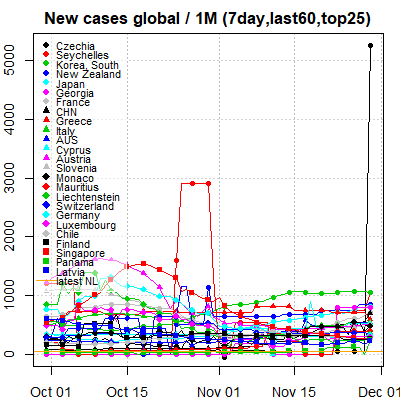 New cases global / 1M (7day,last60,top25)
Czechia
Seychelles
Korea, South
New Zealand
Japan
Georgia
France
CHN
Greece
Italy
AUS
Cyprus
Austria
Slovenia
Monaco
Mauritius
Liechtenstein
Switzerland
Germany
Luxembourg
Chile
Finland
Singapore
Panama
Latvia
latest NL
5000
4000
3000
2000
1000
0
Oct 01
Oct 15
Nov 01
Nov 15
Dec 01